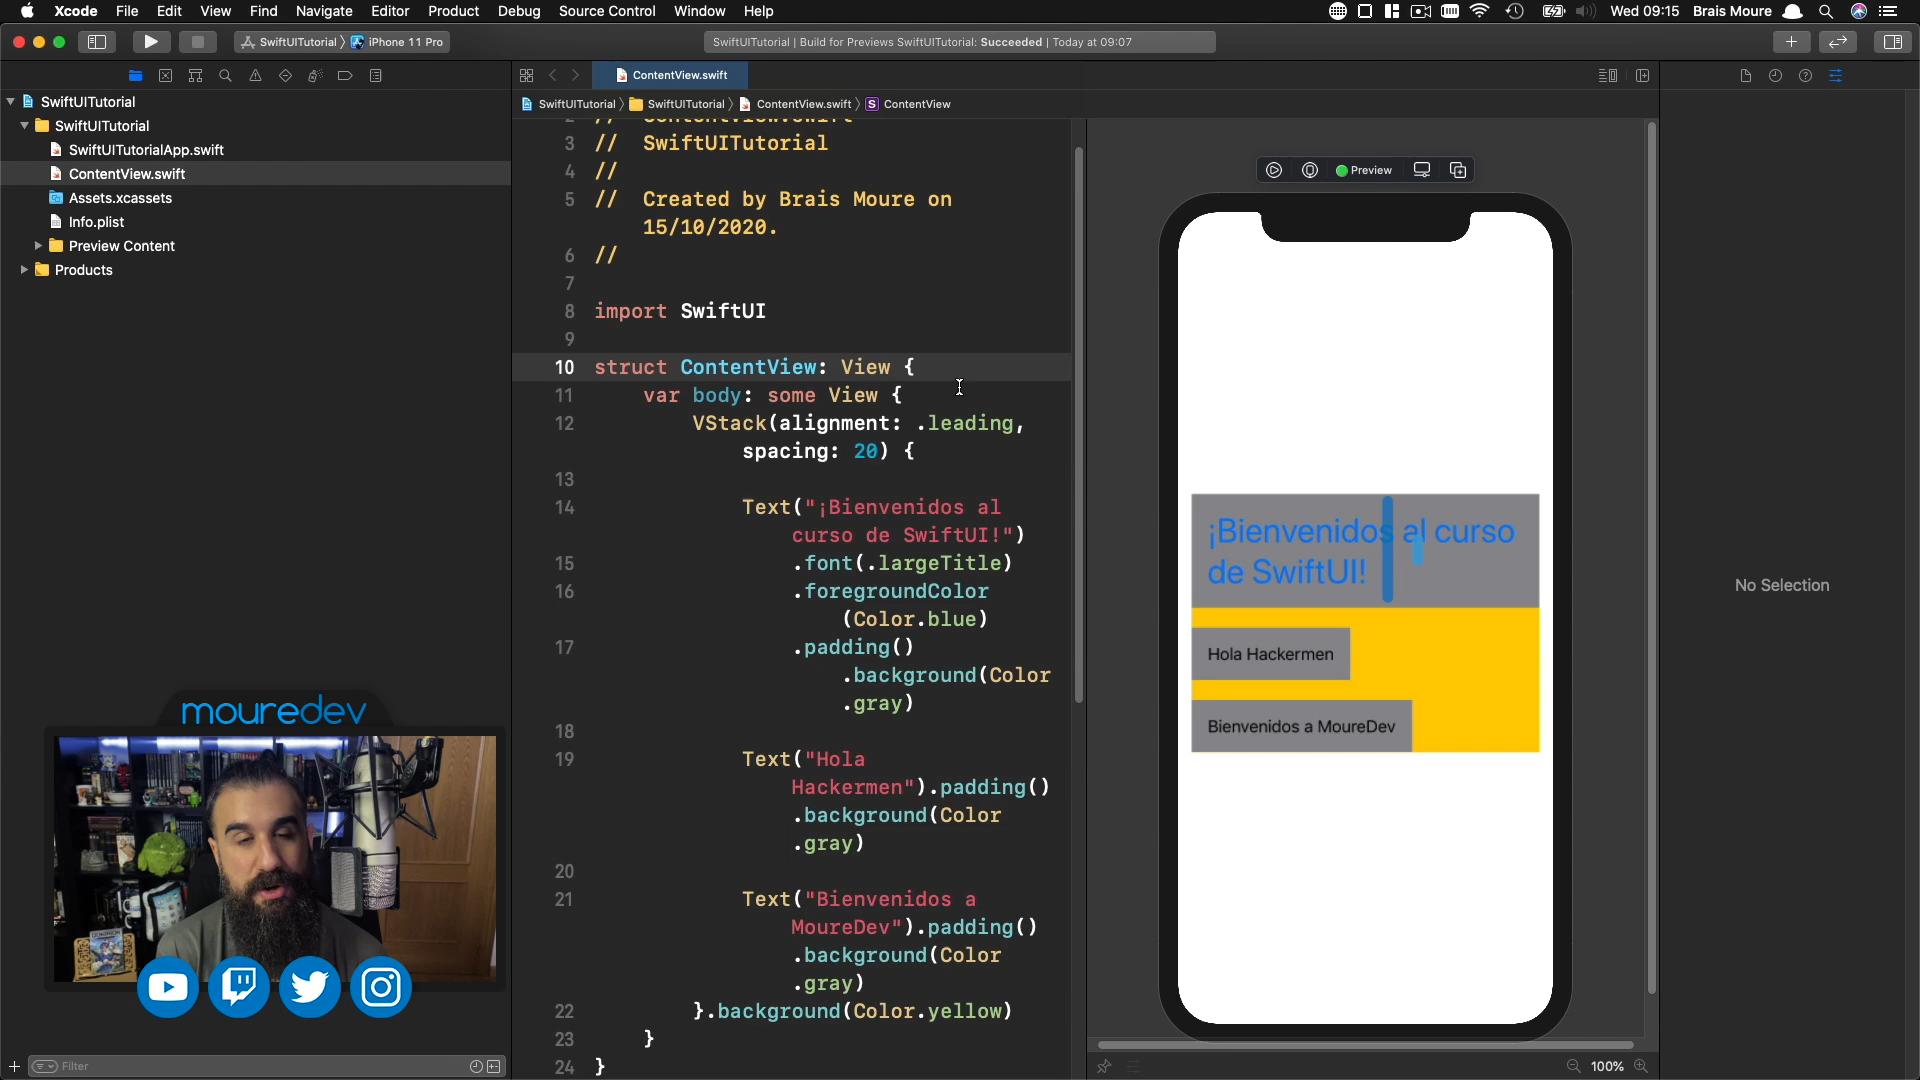 Xcode File Edit View Find Navigate Editor Product Debug Source Control Window Help Wed 09:15 Brais Moure
SwiftUITutorial 〉 iPhone 11 Pro
SwiftUITutorial | Build for Previews SwiftUITutorial: Succeeded | Today at 09:07
ContentView.swift
SwiftUITutorial 〉 SwiftUITutorial 〉 ContentView.swift 〉 S ContentView
SwiftUITutorial
SwiftUITutorial
SwiftUITutorialApp.swift
ContentView.swift
Assets.xcassets
Info.plist
Preview Content
Products
mouredev
Filter
2 // ContentView.swift
3 // SwiftUITutorial
4 //
5 // Created by Brais Moure on
15/10/2020.
6 //
7
8 import SwiftUI
9
10 struct ContentView: View {
11 var body: some View {
12 VStack(alignment: .leading,
spacing: 20) {
13
14 Text("¡Bienvenidos al
curso de SwiftUI!")
15 .font(.largeTitle)
16 .foregroundColor
(Color.blue)
17 .padding()
.background(Color
.gray)
18
19 Text("Hola
Hackermen").padding()
.background(Color
.gray)
20
21 Text("Bienvenidos a
MoureDev").padding()
.background(Color
.gray)
22 }.background(Color.yellow)
23 }
24 }
Preview
¡Bienvenidos al curso
de SwiftUI!
Hola Hackermen
Bienvenidos a MoureDev
100%
No Selection